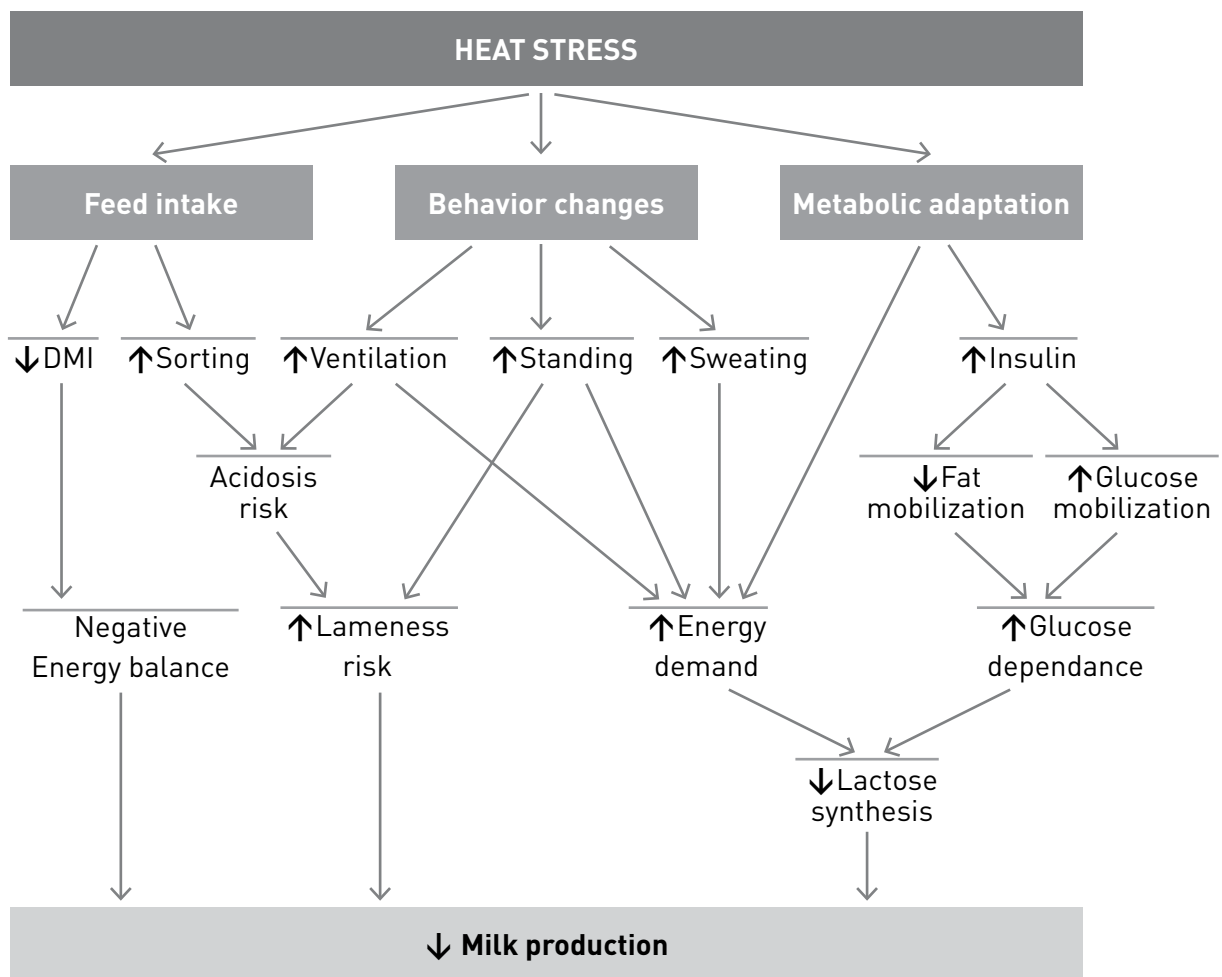 HEAT STRESS
Feed intake
Behavior changes
Metabolic adaptation
↓DMI
↑Sorting
↑Ventilation
↑Standing
↑Sweating
↑Insulin
Acidosis
risk
↓Fat
mobilization
↑Glucose
mobilization
Negative
Energy balance
↑Lameness
risk
↑Energy
demand
↑Glucose
dependance
↓Lactose
synthesis
↓ Milk production